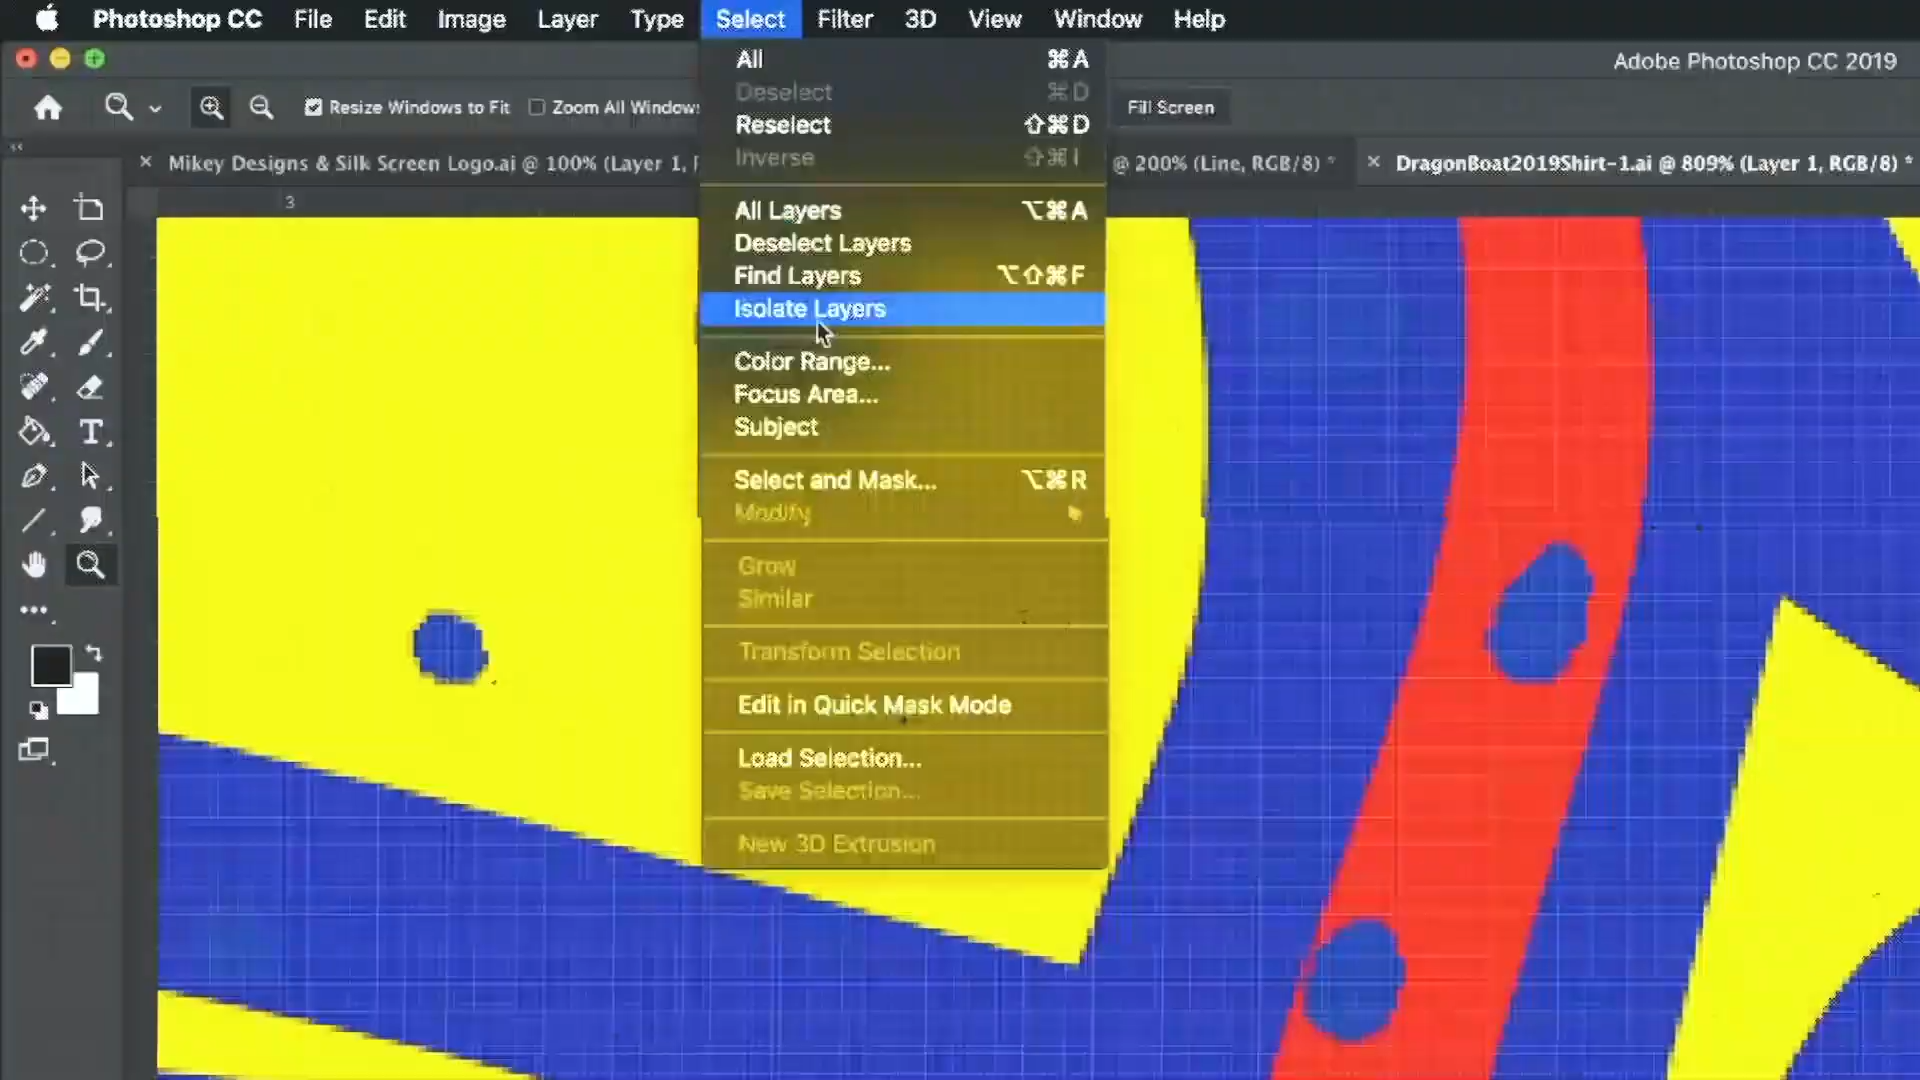 Photoshop CC File Edit Image Layer Type Select Filter 3D View Window Help
Adobe Photoshop CC 2019
Resize Windows to Fit Zoom All Windows Fill Screen
× Mikey Designs & Silk Screen Logo.ai @ 100% (Layer 1, @ 200% (Line, RGB/8) * × DragonBoat2019Shirt-1.ai @ 809% (Layer 1, RGB/8) *
3
All ⌘A
Deselect ⌘D
Reselect ⇧⌘D
Inverse ⇧⌘I
All Layers ⌥⌘A
Deselect Layers
Find Layers ⌥⇧⌘F
Isolate Layers
Color Range...
Focus Area...
Subject
Select and Mask... ⌥⌘R
Modify
Grow
Similar
Transform Selection
Edit in Quick Mask Mode
Load Selection...
Save Selection...
New 3D Extrusion